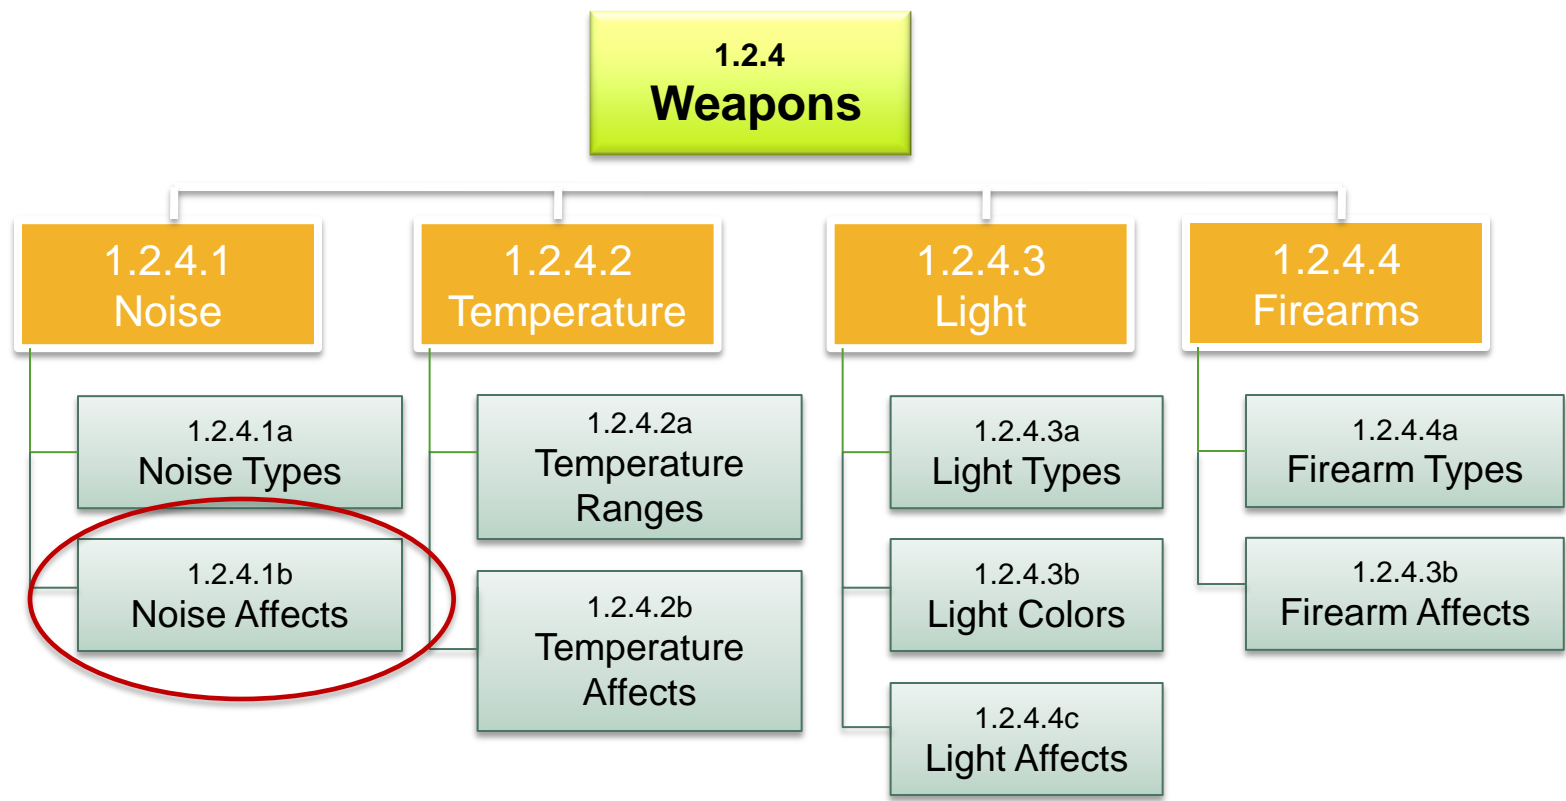 1.2.4
Weapons
1.2.4.1
Noise
1.2.4.2
Temperature
1.2.4.3
Light
1.2.4.4
Firearms
1.2.4.1a
Noise Types
1.2.4.1b
Noise Affects
1.2.4.2a
Temperature
Ranges
1.2.4.2b
Temperature
Affects
1.2.4.3a
Light Types
1.2.4.3b
Light Colors
1.2.4.4c
Light Affects
1.2.4.4a
Firearm Types
1.2.4.3b
Firearm Affects